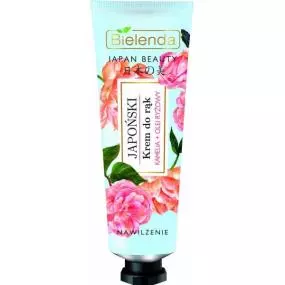 Bielenda
JAPAN BEAUTY
日本の美
JAPOŃSKI
Krem do rąk
KAMELIA + OLEJ RYŻOWY
NAWILŻENIE